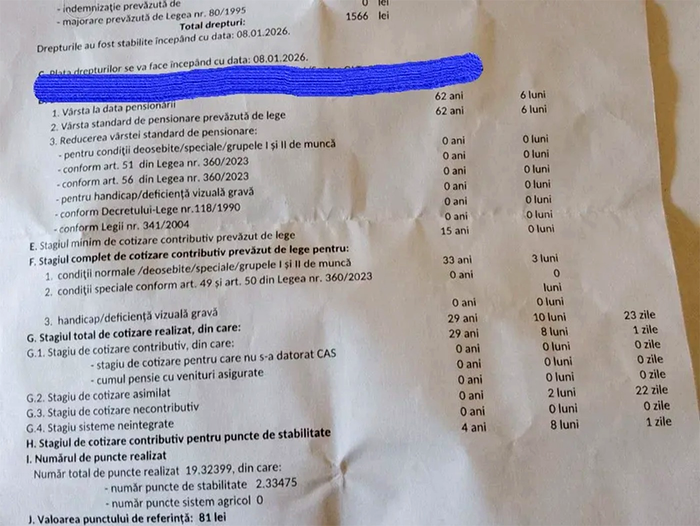 - indemnizație prevăzută de
0 lei
- majorare prevăzută de Legea nr. 80/1995
Total drepturi: 1566 lei
Drepturile au fost stabilite începând cu data: 08.01.2026.
C. Plata drepturilor se va face începând cu data: 08.01.2026.
1. Vârsta la data pensionării 62 ani 6 luni
2. Vârsta standard de pensionare prevăzută de lege 62 ani 6 luni
3. Reducerea vârstei standard de pensionare:
- pentru condiții deosebite/speciale/grupele I și II de muncă 0 ani 0 luni
- conform art. 51 din Legea nr. 360/2023 0 ani 0 luni
- conform art. 56 din Legea nr. 360/2023 0 ani 0 luni
- pentru handicap/deficiență vizuală gravă 0 ani 0 luni
- conform Decretului-Lege nr.118/1990 0 ani 0 luni
- conform Legii nr. 341/2004 0 ani 0 luni
E. Stagiul minim de cotizare contributiv prevăzut de lege 15 ani 0 luni
F. Stagiul complet de cotizare contributiv prevăzut de lege pentru:
1. condiții normale /deosebite/speciale/grupele I și II de muncă 33 ani 3 luni
2. condiții speciale conform art. 49 și art. 50 din Legea nr. 360/2023 0 ani 0
luni
3. handicap/deficiență vizuală gravă 0 ani 0 luni
G. Stagiul total de cotizare realizat, din care: 29 ani 10 luni 23 zile
G.1. Stagiu de cotizare contributiv, din care: 29 ani 8 luni 1 zile
- stagiu de cotizare pentru care nu s-a datorat CAS 0 ani 0 luni 0 zile
- cumul pensie cu venituri asigurate 0 ani 0 luni 0 zile
G.2. Stagiu de cotizare asimilat 0 ani 0 luni 0 zile
G.3. Stagiu de cotizare necontributiv 0 ani 2 luni 22 zile
G.4. Stagiu sisteme neintegrate 0 ani 0 luni 0 zile
H. Stagiul de cotizare contributiv pentru puncte de stabilitate 4 ani 8 luni 1 zile
I. Numărul de puncte realizat
Număr total de puncte realizat 19.32399, din care:
- număr puncte de stabilitate 2.33475
- număr puncte sistem agricol 0
J. Valoarea punctului de referință: 81 lei